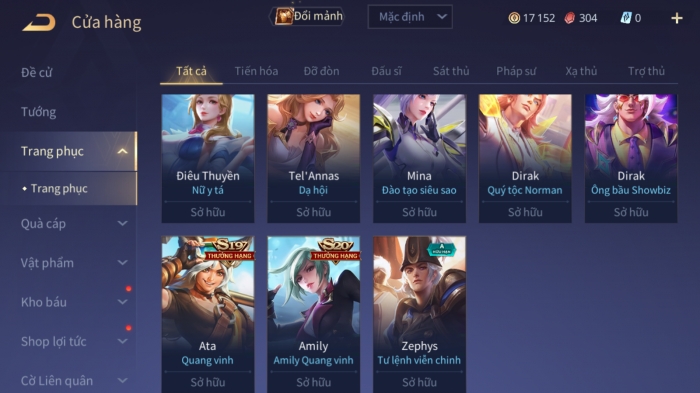 Cửa hàng
Đổi mảnh
Mặc định
17 152
304
0
Đề cử
Tướng
Trang phục
Trang phục
Quà cáp
Vật phẩm
Kho báu
Shop lợi tức
Cờ Liên quân
Tất cả
Tiến hóa
Đỡ đòn
Đấu sĩ
Sát thủ
Pháp sư
Xạ thủ
Trợ thủ
Điêu Thuyền
Nữ y tá
Sở hữu
Tel'Annas
Dạ hội
Sở hữu
Mina
Đào tạo siêu sao
Sở hữu
Dirak
Quý tộc Norman
Sở hữu
Dirak
Ông bầu Showbiz
Sở hữu
S19
THƯỞNG HẠNG
Ata
Quang vinh
Sở hữu
S20
THƯỞNG HẠNG
Amily
Amily Quang vinh
Sở hữu
A
Zephys
Tư lệnh viễn chinh
Sở hữu